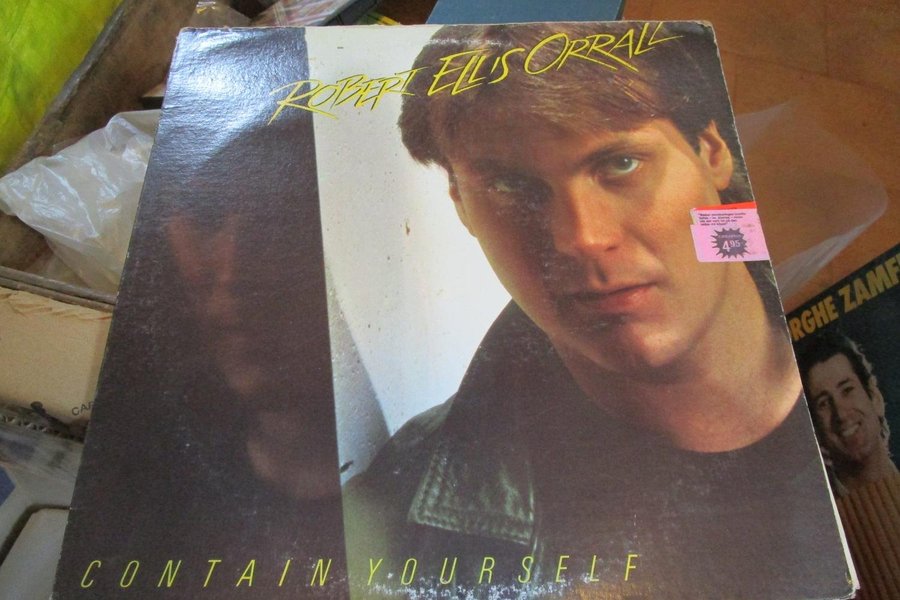 ROBERT ELLIS ORRALL
4.95
RGHE ZAMF
CONTAIN YOURSELF